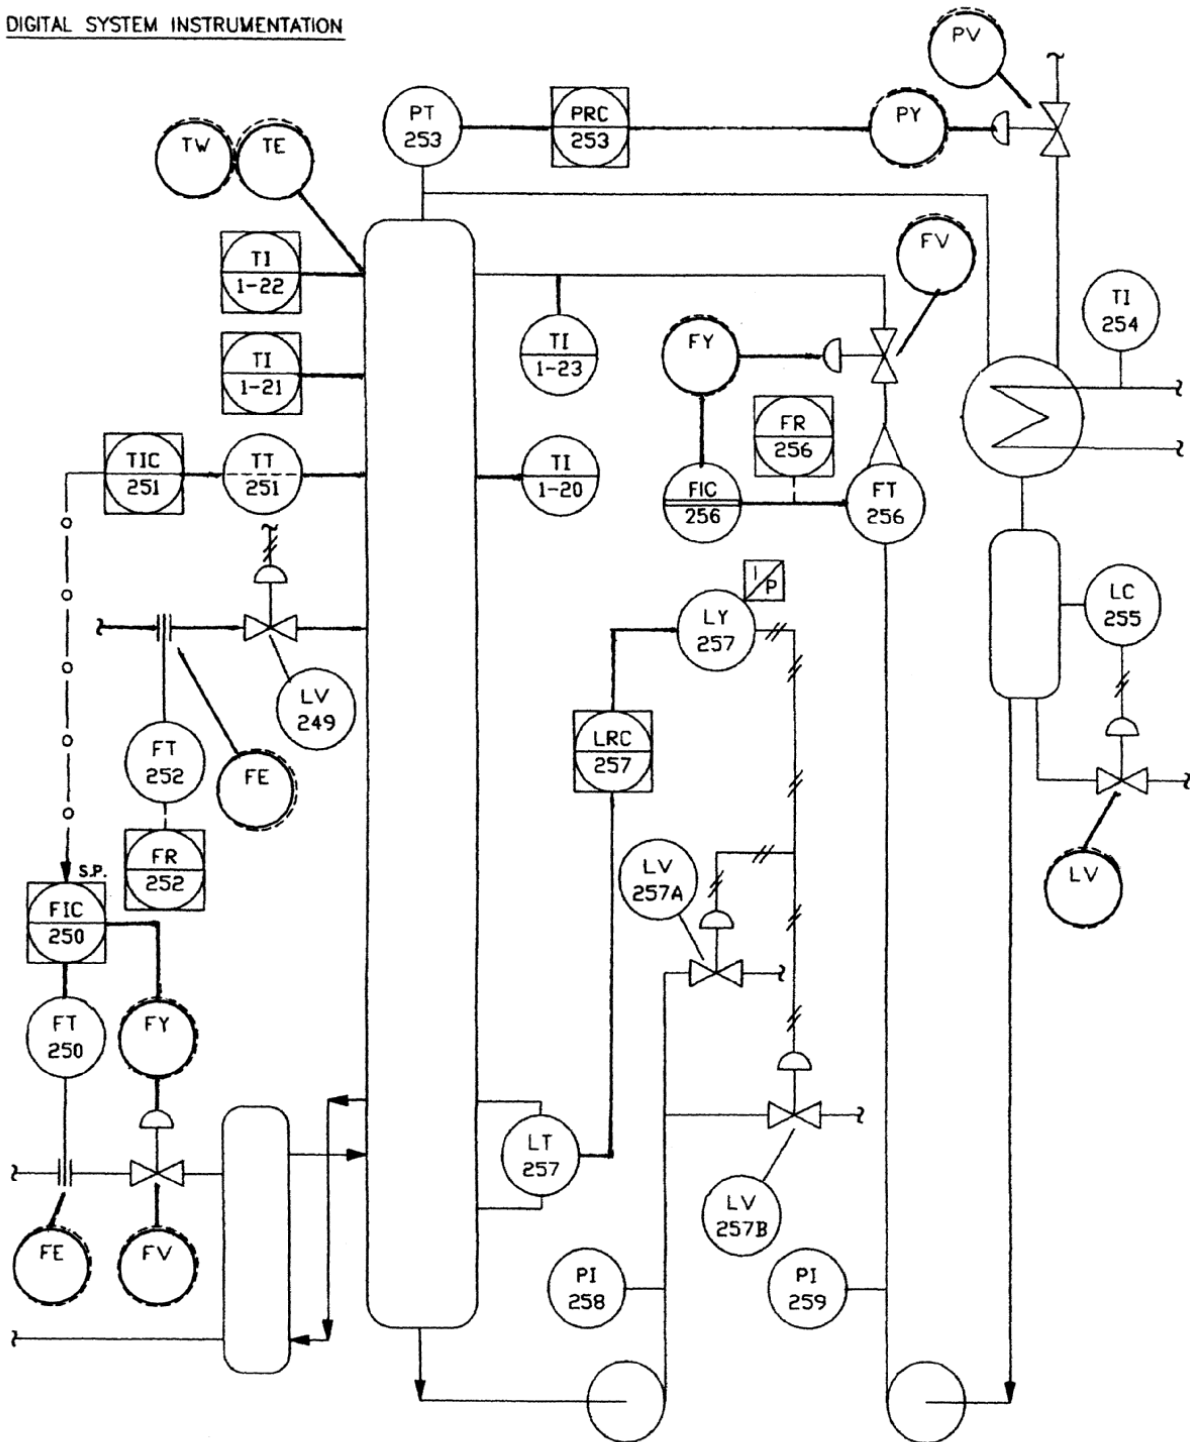 DIGITAL SYSTEM INSTRUMENTATION
PV
PT
253
PRC
253
PY
TW
TE
FV
TI
1-22
TI
254
TI
1-21
TI
1-23
FY
FR
256
TIC
251
TT
251
TI
1-20
FIC
256
FT
256
I
P
LC
255
LY
257
LV
249
FT
252
FE
LRC
257
FR
252
S.P.
LV
257A
LV
FIC
250
FT
250
FY
LT
257
LV
257B
FE
FV
PI
258
PI
259